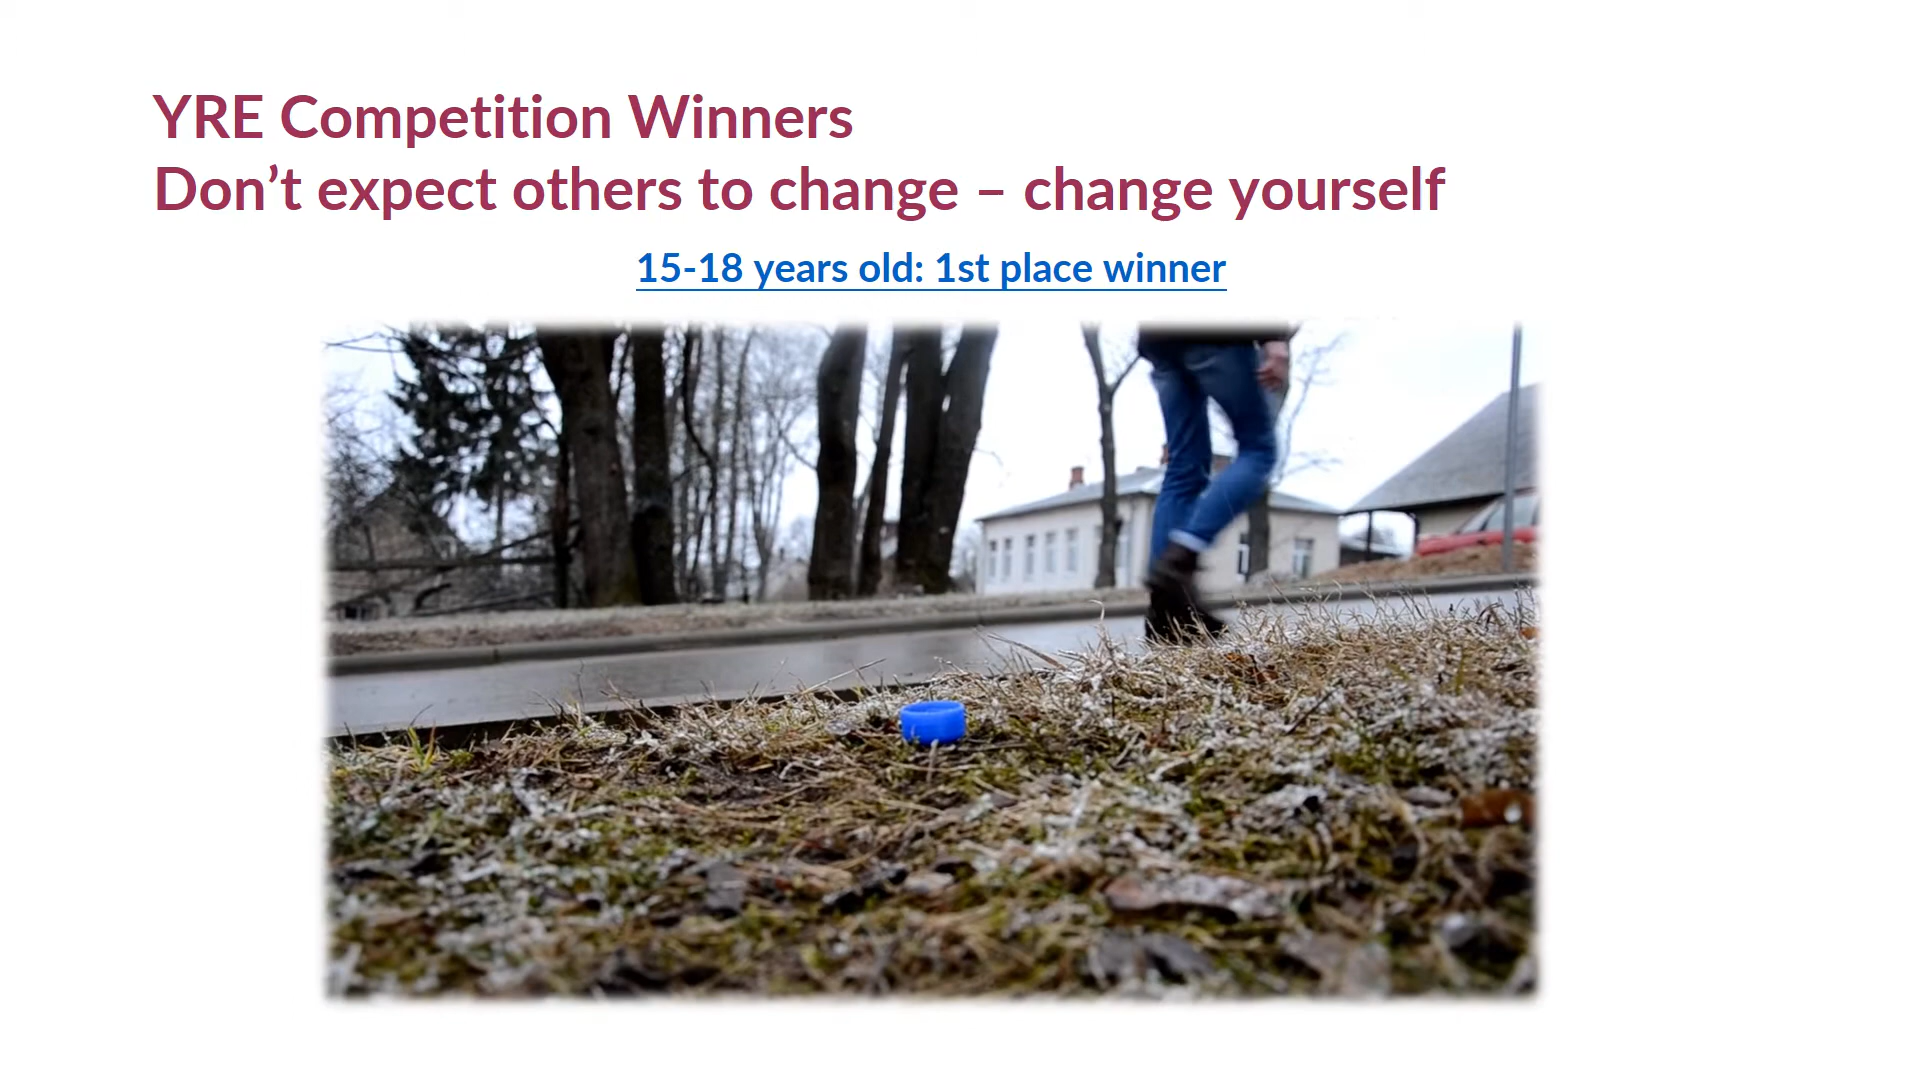 YRE Competition Winners
Don’t expect others to change – change yourself
15-18 years old: 1st place winner